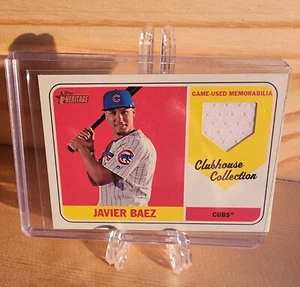 Topps
HERITAGE
GAME-USED MEMORABILIA
Clubhouse
Collection
JAVIER BAEZ
CUBS®